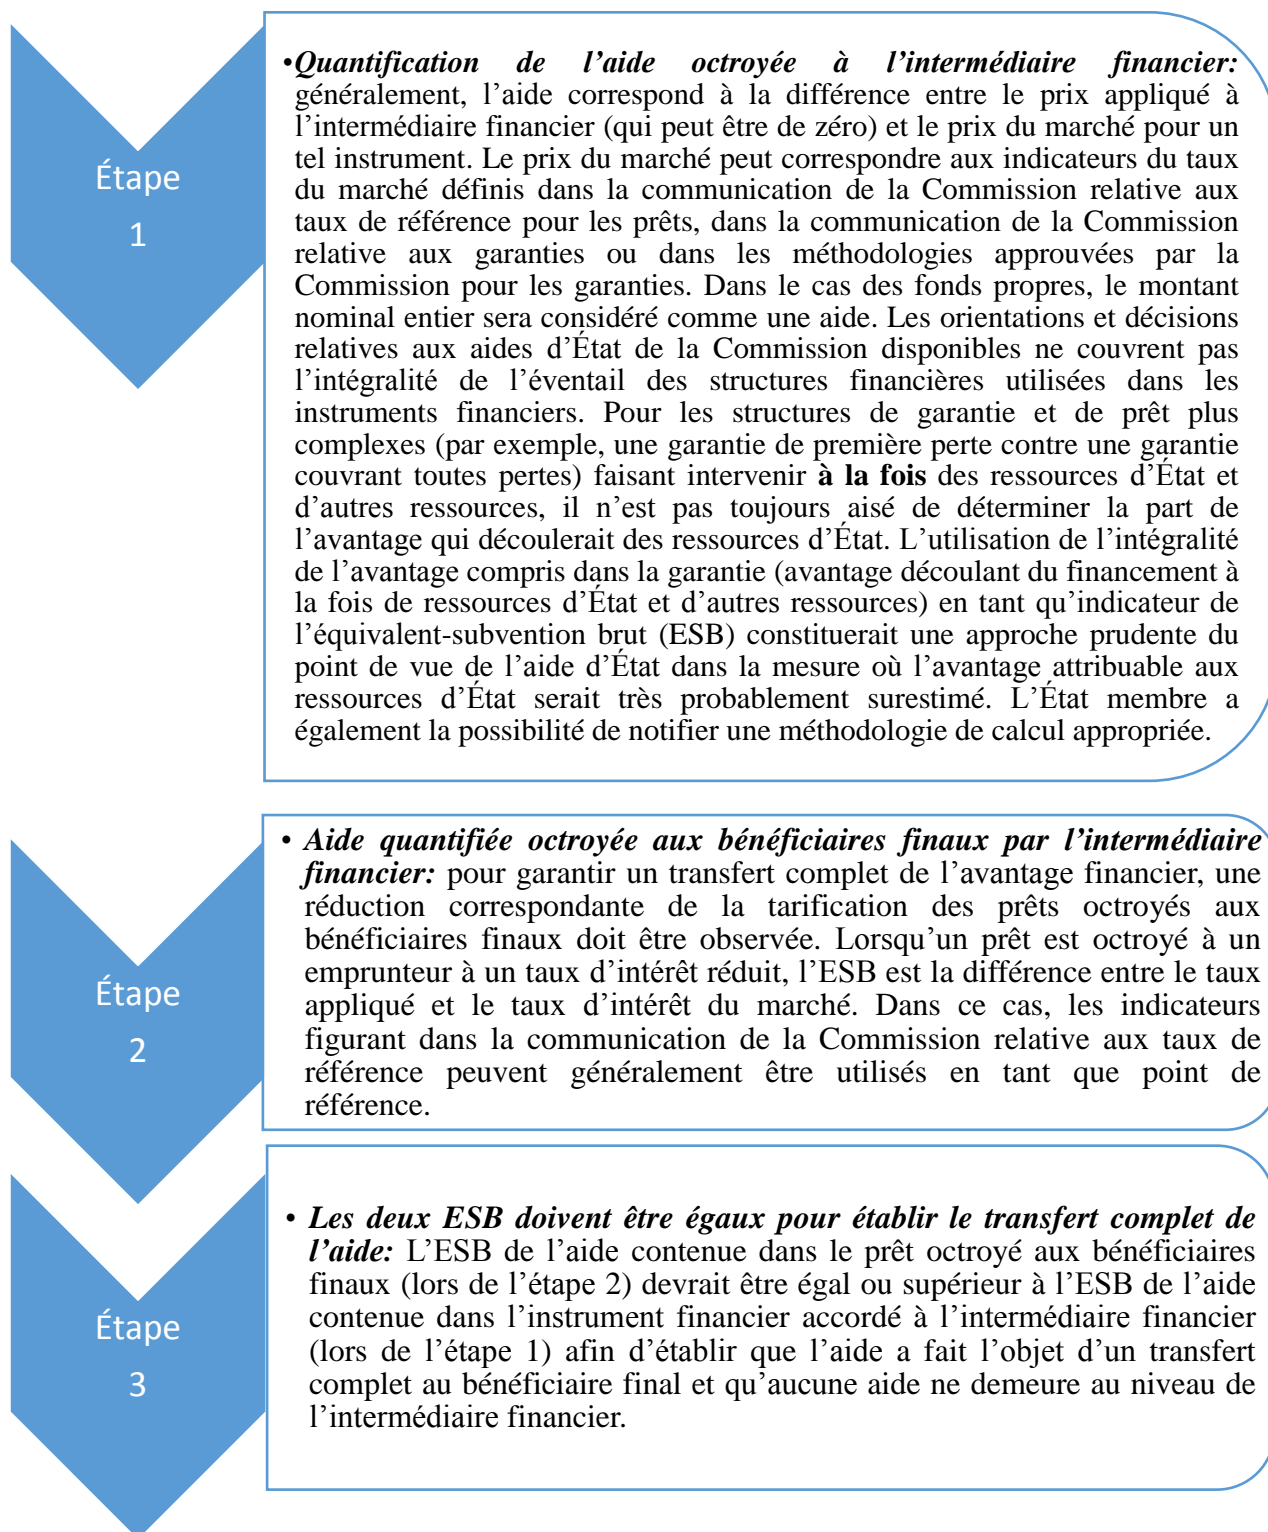 Étape
1
•Quantification de l’aide octroyée à l’intermédiaire financier:
généralement, l’aide correspond à la différence entre le prix appliqué à
l’intermédiaire financier (qui peut être de zéro) et le prix du marché pour un
tel instrument. Le prix du marché peut correspondre aux indicateurs du taux
du marché définis dans la communication de la Commission relative aux
taux de référence pour les prêts, dans la communication de la Commission
relative aux garanties ou dans les méthodologies approuvées par la
Commission pour les garanties. Dans le cas des fonds propres, le montant
nominal entier sera considéré comme une aide. Les orientations et décisions
relatives aux aides d’État de la Commission disponibles ne couvrent pas
l’intégralité de l’éventail des structures financières utilisées dans les
instruments financiers. Pour les structures de garantie et de prêt plus
complexes (par exemple, une garantie de première perte contre une garantie
couvrant toutes pertes) faisant intervenir à la fois des ressources d’État et
d’autres ressources, il n’est pas toujours aisé de déterminer la part de
l’avantage qui découlerait des ressources d’État. L’utilisation de l’intégralité
de l’avantage compris dans la garantie (avantage découlant du financement à
la fois de ressources d’État et d’autres ressources) en tant qu’indicateur de
l’équivalent-subvention brut (ESB) constituerait une approche prudente du
point de vue de l’aide d’État dans la mesure où l’avantage attribuable aux
ressources d’État serait très probablement surestimé. L’État membre a
également la possibilité de notifier une méthodologie de calcul appropriée.
Étape
2
• Aide quantifiée octroyée aux bénéficiaires finaux par l’intermédiaire
financier: pour garantir un transfert complet de l’avantage financier, une
réduction correspondante de la tarification des prêts octroyés aux
bénéficiaires finaux doit être observée. Lorsqu’un prêt est octroyé à un
emprunteur à un taux d’intérêt réduit, l’ESB est la différence entre le taux
appliqué et le taux d’intérêt du marché. Dans ce cas, les indicateurs
figurant dans la communication de la Commission relative aux taux de
référence peuvent généralement être utilisés en tant que point de
référence.
Étape
3
• Les deux ESB doivent être égaux pour établir le transfert complet de
l’aide: L’ESB de l’aide contenue dans le prêt octroyé aux bénéficiaires
finaux (lors de l’étape 2) devrait être égal ou supérieur à l’ESB de l’aide
contenue dans l’instrument financier accordé à l’intermédiaire financier
(lors de l’étape 1) afin d’établir que l’aide a fait l’objet d’un transfert
complet au bénéficiaire final et qu’aucune aide ne demeure au niveau de
l’intermédiaire financier.